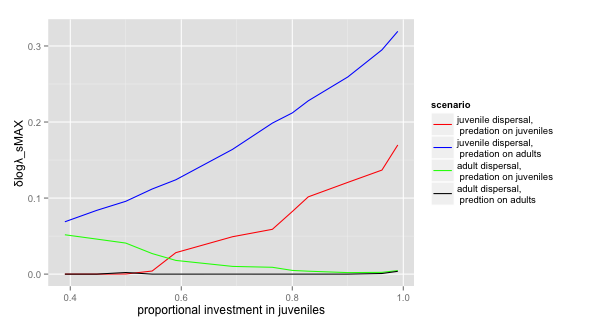 δlogλ_sMAX
0.3
0.2
0.1
0.0
0.4
0.6
0.8
1.0
proportional investment in juveniles
scenario
juvenile dispersal,
predation on juveniles
juvenile dispersal,
predation on adults
adult dispersal,
predation on juveniles
adult dispersal,
predtion on adults